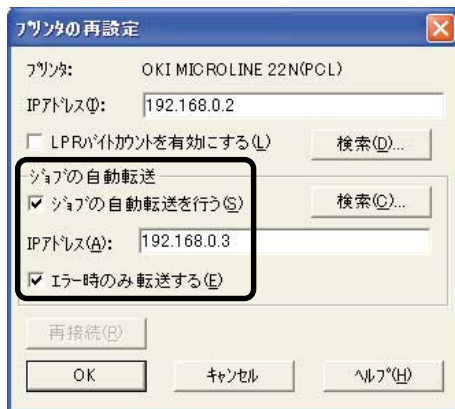 プリンタの再設定
プリンタ: OKI MICROLINE 22N(PCL)
IPアドレス(I): 192.168.0.2
LPRバイトカウントを有効にする(L) 検索(D)...
ジョブの自動転送
ジョブの自動転送を行う(S) 検索(C)...
IPアドレス(A): 192.168.0.3
エラー時のみ転送する(E)
再接続(R)
OK キャンセル ヘルプ(H)